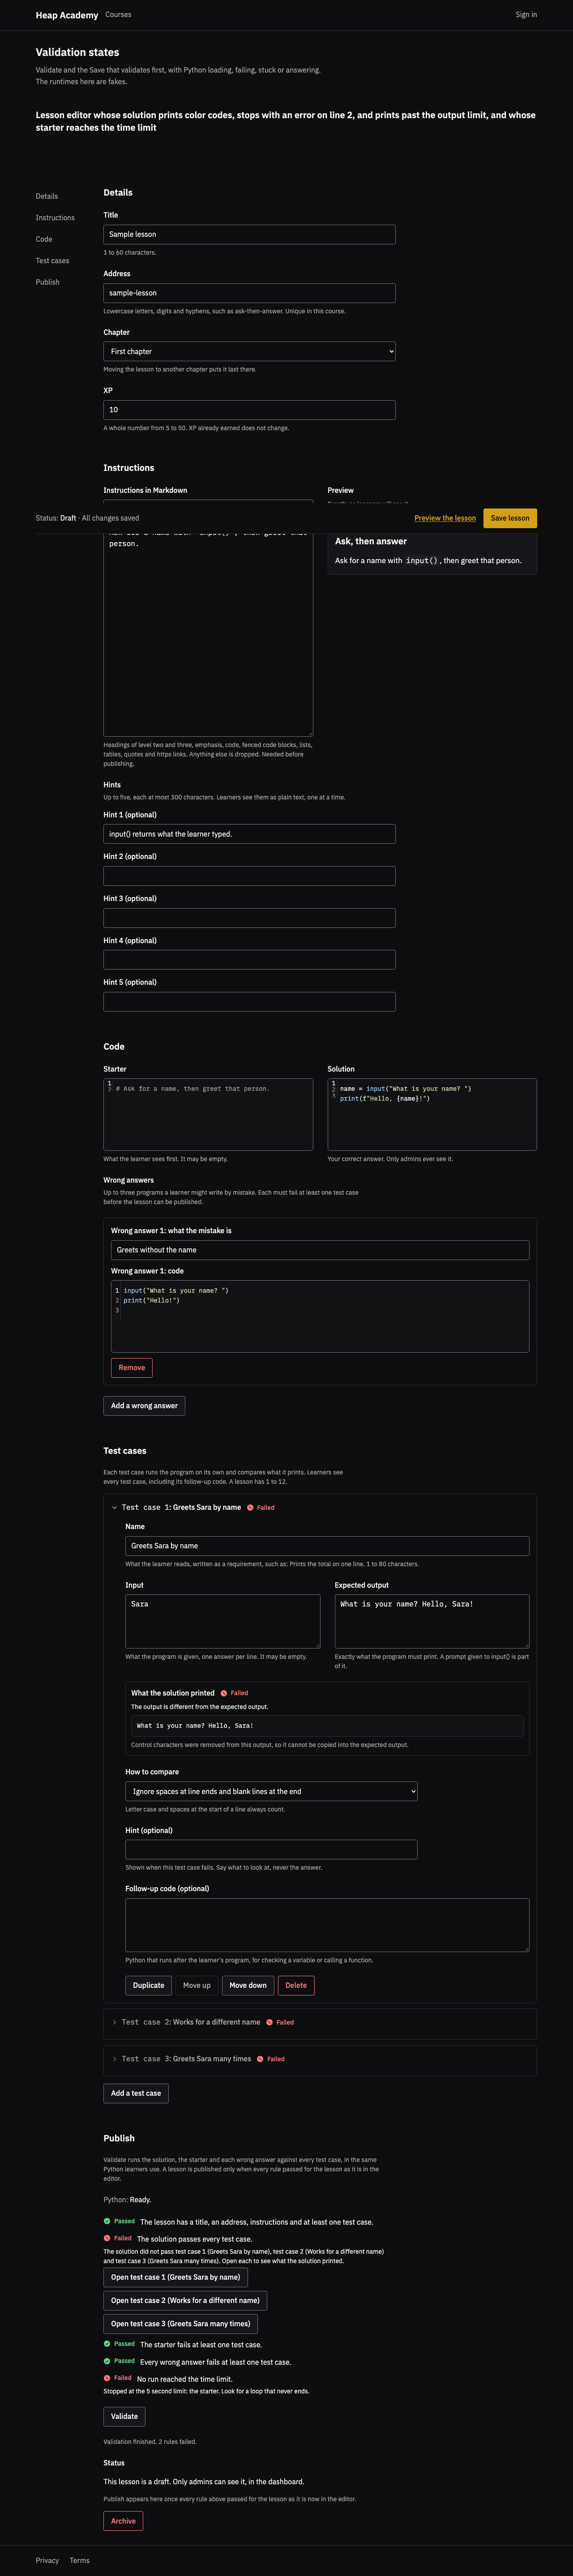 Heap Academy
Courses
Sign in
Validation states
Validate and the Save that validates first, with Python loading, failing, stuck or answering.
The runtimes here are fakes.
Lesson editor whose solution prints color codes, stops with an error on line 2, and prints past the output limit, and whose
starter reaches the time limit
Details
Instructions
Code
Test cases
Publish
Details
Title
Sample lesson
1 to 60 characters.
Address
sample-lesson
Lowercase letters, digits and hyphens, such as ask-then-answer. Unique in this course.
Chapter
First chapter
Moving the lesson to another chapter puts it last there.
XP
10
A whole number from 5 to 50. XP already earned does not change.
Instructions
Instructions in Markdown
Preview
Status: Draft · All changes saved
Preview the lesson
Save lesson
person.
Ask, then answer
Ask for a name with input(), then greet that person.
Headings of level two and three, emphasis, code, fenced code blocks, lists,
tables, quotes and https links. Anything else is dropped. Needed before
publishing.
Hints
Up to five, each at most 300 characters. Learners see them as plain text, one at a time.
Hint 1 (optional)
input() returns what the learner typed.
Hint 2 (optional)
Hint 3 (optional)
Hint 4 (optional)
Hint 5 (optional)
Code
Starter
1
2
# Ask for a name, then greet that person.
What the learner sees first. It may be empty.
Solution
1
2
3
name = input("What is your name? ")
print(f"Hello, {name}!")
Your correct answer. Only admins ever see it.
Wrong answers
Up to three programs a learner might write by mistake. Each must fail at least one test case
before the lesson can be published.
Wrong answer 1: what the mistake is
Greets without the name
Wrong answer 1: code
1 input("What is your name? ")
2 print("Hello!")
3
Remove
Add a wrong answer
Test cases
Each test case runs the program on its own and compares what it prints. Learners see
every test case, including its follow-up code. A lesson has 1 to 12.
Test case 1: Greets Sara by name Failed
Name
Greets Sara by name
What the learner reads, written as a requirement, such as: Prints the total on one line. 1 to 80 characters.
Input
Sara
What the program is given, one answer per line. It may be empty.
Expected output
What is your name? Hello, Sara!
Exactly what the program must print. A prompt given to input() is part
of it.
What the solution printed Failed
The output is different from the expected output.
What is your name? Hello, Sara!
Control characters were removed from this output, so it cannot be copied into the expected output.
How to compare
Ignore spaces at line ends and blank lines at the end
Letter case and spaces at the start of a line always count.
Hint (optional)
Shown when this test case fails. Say what to look at, never the answer.
Follow-up code (optional)
Python that runs after the learner's program, for checking a variable or calling a function.
Duplicate
Move up
Move down
Delete
Test case 2: Works for a different name Failed
Test case 3: Greets Sara many times Failed
Add a test case
Publish
Validate runs the solution, the starter and each wrong answer against every test case, in the same
Python learners use. A lesson is published only when every rule passed for the lesson as it is in the
editor.
Python: Ready.
Passed The lesson has a title, an address, instructions and at least one test case.
Failed The solution passes every test case.
The solution did not pass test case 1 (Greets Sara by name), test case 2 (Works for a different name)
and test case 3 (Greets Sara many times). Open each to see what the solution printed.
Open test case 1 (Greets Sara by name)
Open test case 2 (Works for a different name)
Open test case 3 (Greets Sara many times)
Passed The starter fails at least one test case.
Passed Every wrong answer fails at least one test case.
Failed No run reached the time limit.
Stopped at the 5 second limit: the starter. Look for a loop that never ends.
Validate
Validation finished. 2 rules failed.
Status
This lesson is a draft. Only admins can see it, in the dashboard.
Publish appears here once every rule above passed for the lesson as it is now in the editor.
Archive
Privacy
Terms